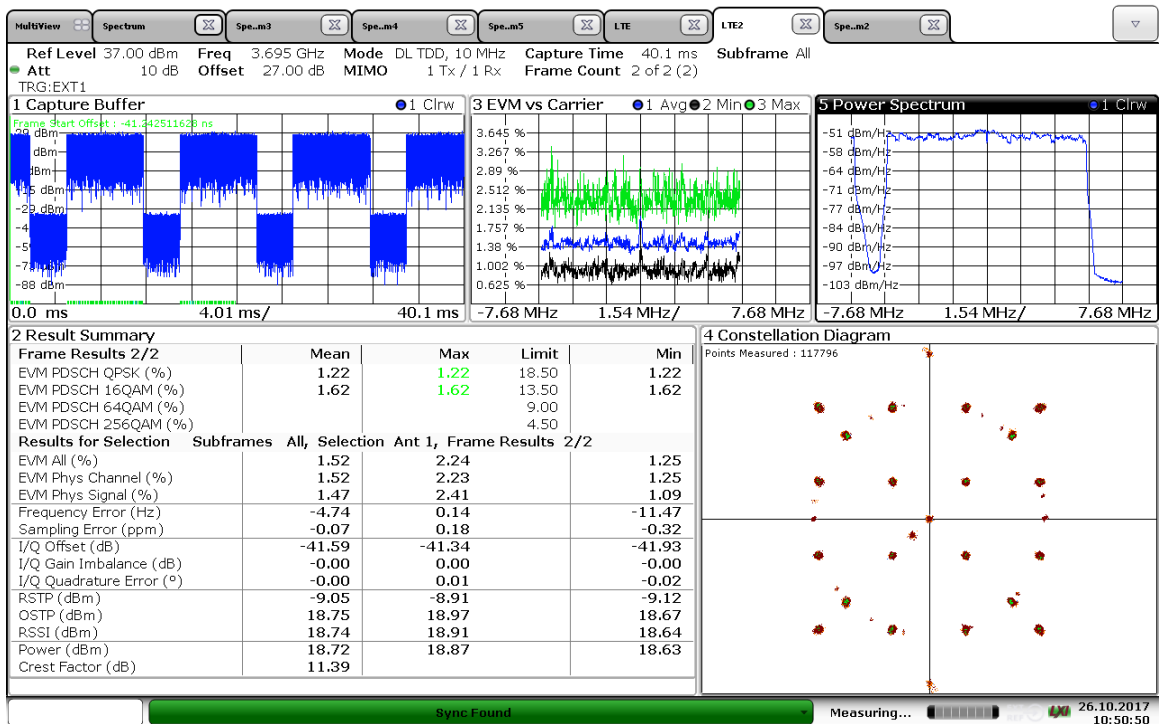 MultiView Spectrum Spe..m3 Spe..m4 Spe..m5 LTE LTE2 Spe..m2
Ref Level 37.00 dBm Freq 3.695 GHz Mode DL TDD, 10 MHz Capture Time 40.1 ms Subframe All
Att 10 dB Offset 27.00 dB MIMO 1 Tx / 1 Rx Frame Count 2 of 2 (2)
TRG:EXT1
1 Capture Buffer 1 Clrw
Frame Start Offset : -41.242511628 ns
29 dBm
dBm
dBm
-15 dBm
-29 dBm
-88 dBm
0.0 ms 4.01 ms/ 40.1 ms
3 EVM vs Carrier 1 Avg 2 Min 3 Max
3.645 %
3.267 %
2.89 %
2.512 %
2.135 %
1.757 %
1.38 %
1.002 %
0.625 %
-7.68 MHz 1.54 MHz/ 7.68 MHz
5 Power Spectrum 1 Clrw
-51 dBm/Hz
-58 dBm/Hz
-64 dBm/Hz
-71 dBm/Hz
-77 dBm/Hz
-84 dBm/Hz
-90 dBm/Hz
-97 dBm/Hz
-103 dBm/Hz
-7.68 MHz 1.54 MHz/ 7.68 MHz
2 Result Summary
Frame Results 2/2 Mean Max Limit Min
EVM PDSCH QPSK (%) 1.22 1.22 18.50 1.22
EVM PDSCH 16QAM (%) 1.62 1.62 13.50 1.62
EVM PDSCH 64QAM (%) 9.00
EVM PDSCH 256QAM (%) 4.50
Results for Selection Subframes All, Selection Ant 1, Frame Results 2/2
EVM All (%) 1.52 2.24 1.25
EVM Phys Channel (%) 1.52 2.23 1.25
EVM Phys Signal (%) 1.47 2.41 1.09
Frequency Error (Hz) -4.74 0.14 -11.47
Sampling Error (ppm) -0.07 0.18 -0.32
I/Q Offset (dB) -41.59 -41.34 -41.93
I/Q Gain Imbalance (dB) -0.00 0.00 -0.00
I/Q Quadrature Error (°) -0.00 0.01 -0.02
RSTP (dBm) -9.05 -8.91 -9.12
OSTP (dBm) 18.75 18.97 18.67
RSSI (dBm) 18.74 18.91 18.64
Power (dBm) 18.72 18.87 18.63
Crest Factor (dB) 11.39
4 Constellation Diagram
Points Measured : 117796
Sync Found
Measuring...
LXI
26.10.2017
10:50:50